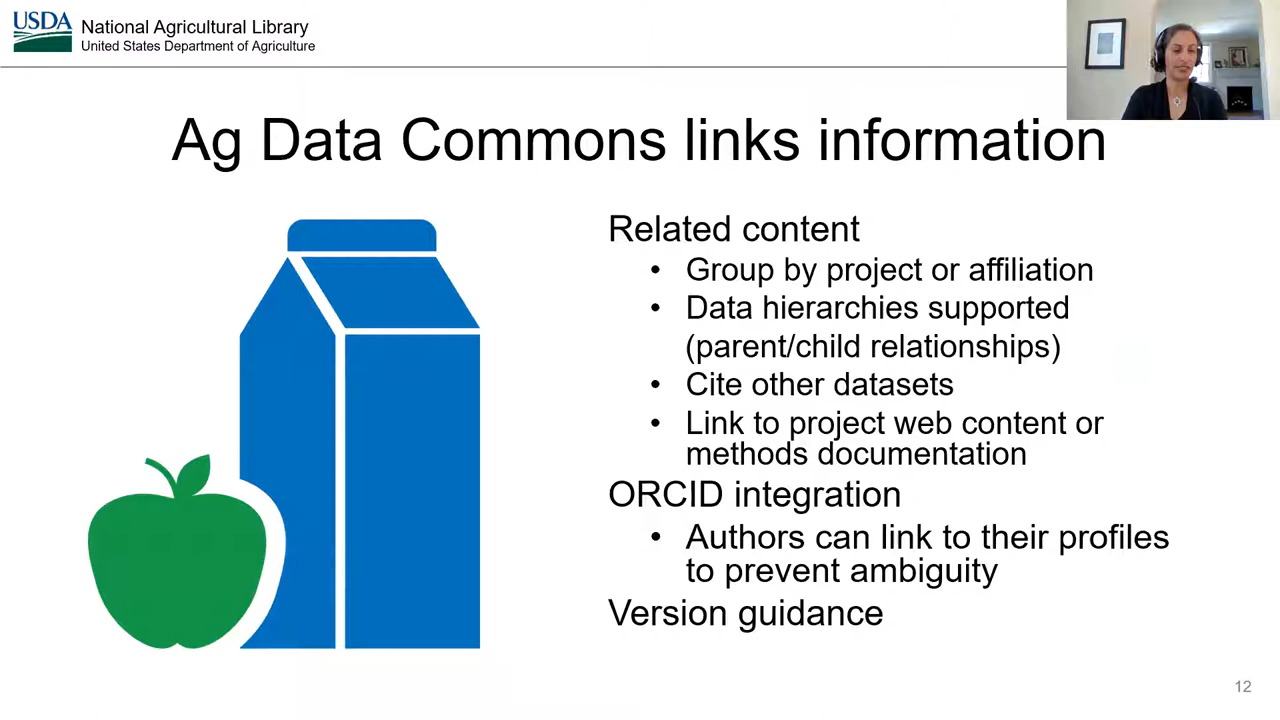 USDA
National Agricultural Library
United States Department of Agriculture
Ag Data Commons links information
Related content
• Group by project or affiliation
• Data hierarchies supported
(parent/child relationships)
• Cite other datasets
• Link to project web content or
methods documentation
ORCID integration
• Authors can link to their profiles
to prevent ambiguity
Version guidance
12